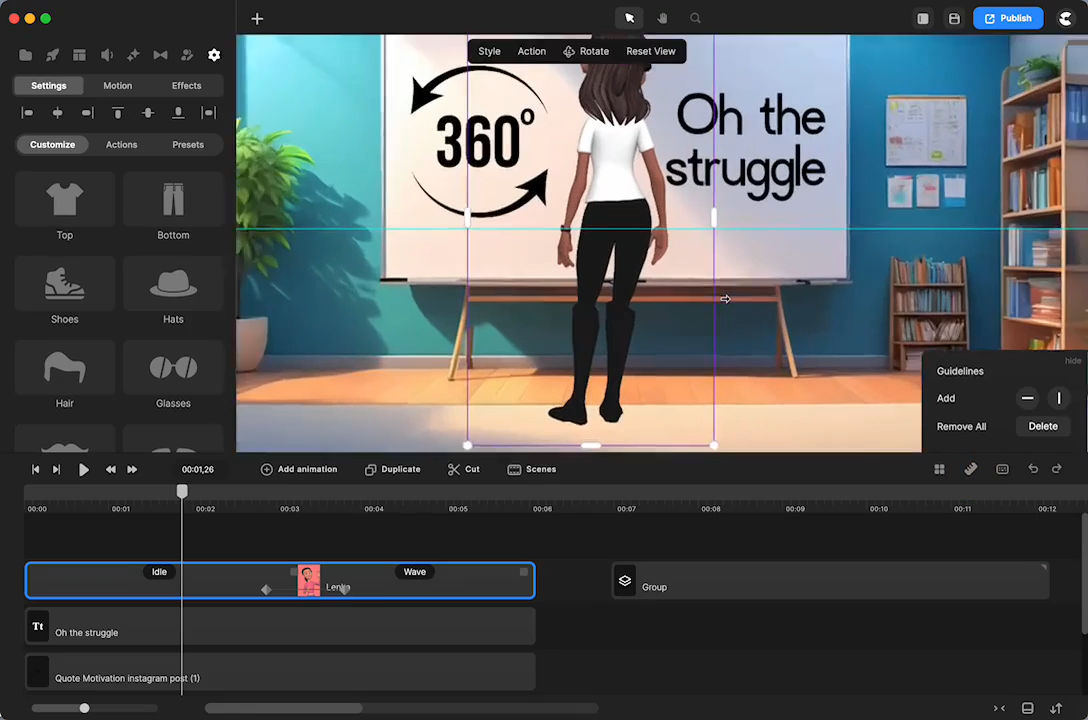 Publish
Style Action Rotate Reset View
Settings Motion Effects
Customize Actions Presets
Top Bottom
Shoes Hats
Hair Glasses
360°
Oh the
struggle
hide
Guidelines
Add
Remove All Delete
00:01,26 Add animation Duplicate Cut Scenes
00:00 00:01 00:02 00:03 00:04 00:05 00:06 00:07 00:08 00:09 00:10 00:11 00:12
Idle Wave
Group
Tt Oh the struggle
Quote Motivation instagram post (1)